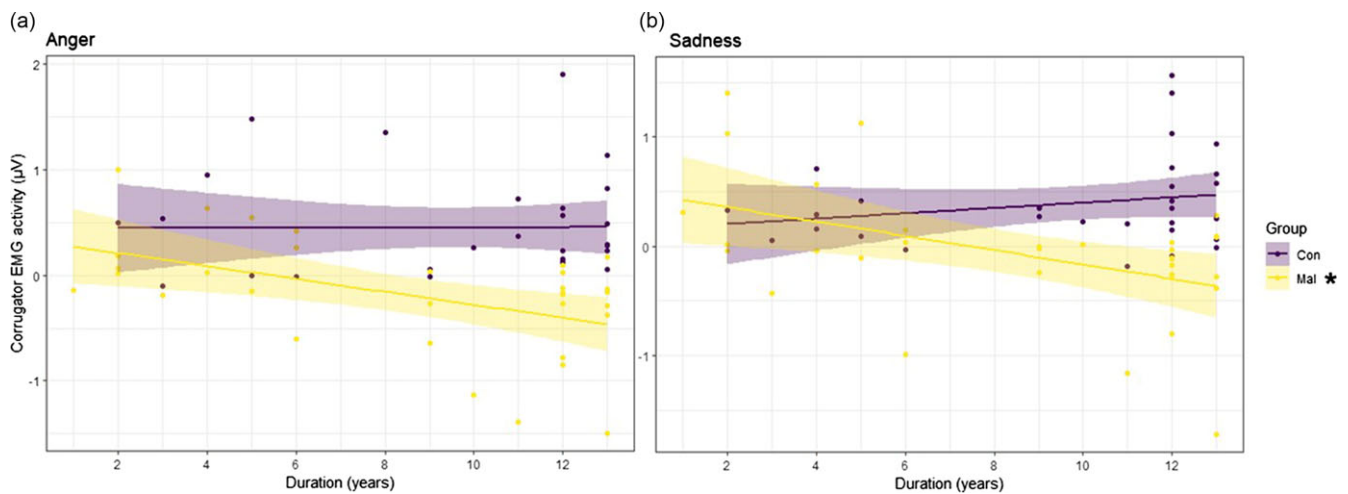 (a)
Anger
Corrugator EMG activity (µV)
2
1
0
-1
2
4
6
8
10
12
Duration (years)
(b)
Sadness
1
0
-1
2
4
6
8
10
12
Duration (years)
Group
Con
Mal *